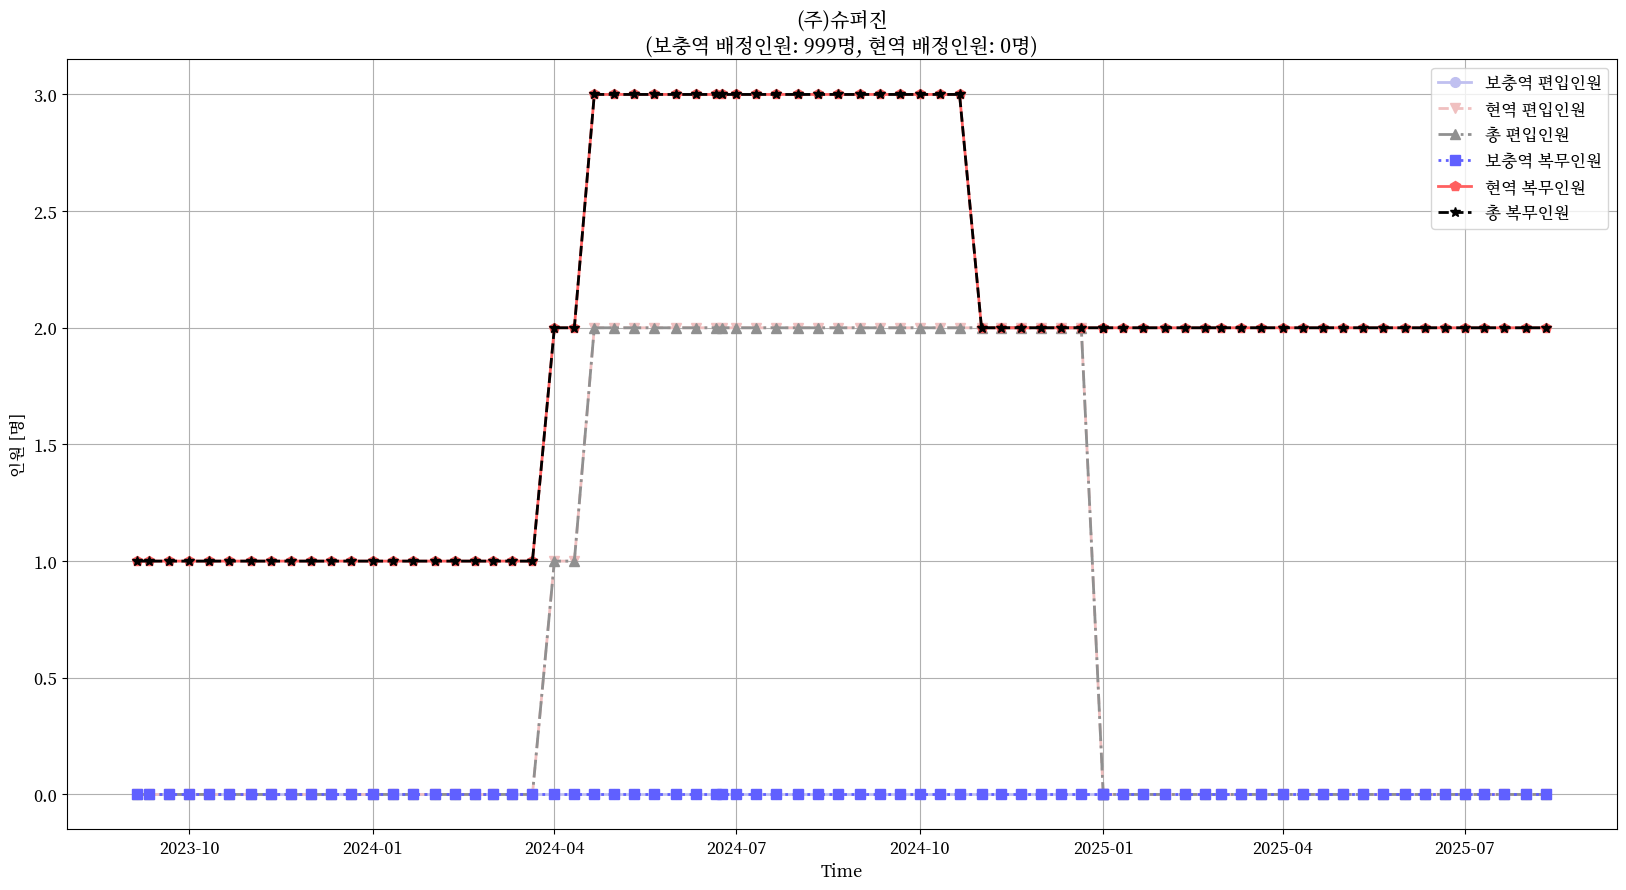 (주)슈퍼진
(보충역 배정인원: 999명, 현역 배정인원: 0명)
보충역 편입인원
현역 편입인원
총 편입인원
보충역 복무인원
현역 복무인원
총 복무인원
3.0
2.5
2.0
1.5
1.0
0.5
0.0
인원 [명]
2023-10
2024-01
2024-04
2024-07
2024-10
2025-01
2025-04
2025-07
Time